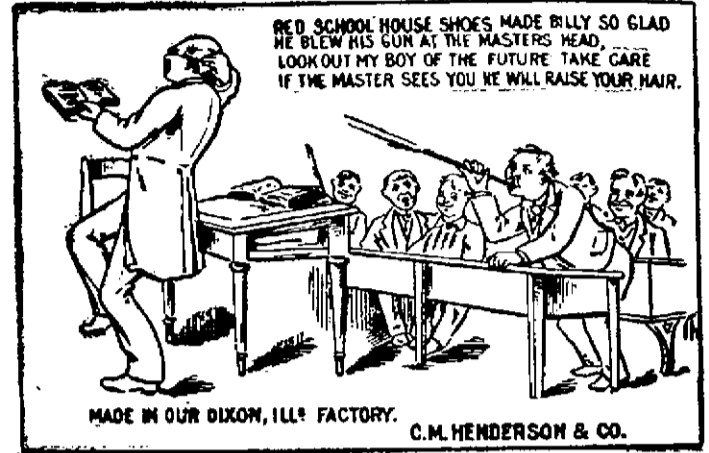 RED SCHOOL HOUSE SHOES MADE BILLY SO GLAD
HE BLEW HIS GUN AT THE MASTERS HEAD,
LOOK OUT MY BOY OF THE FUTURE TAKE CARE
IF THE MASTER SEES YOU HE WILL RAISE YOUR HAIR.
MADE IN OUR DIXON, ILLS FACTORY.
C.M. HENDERSON & CO.